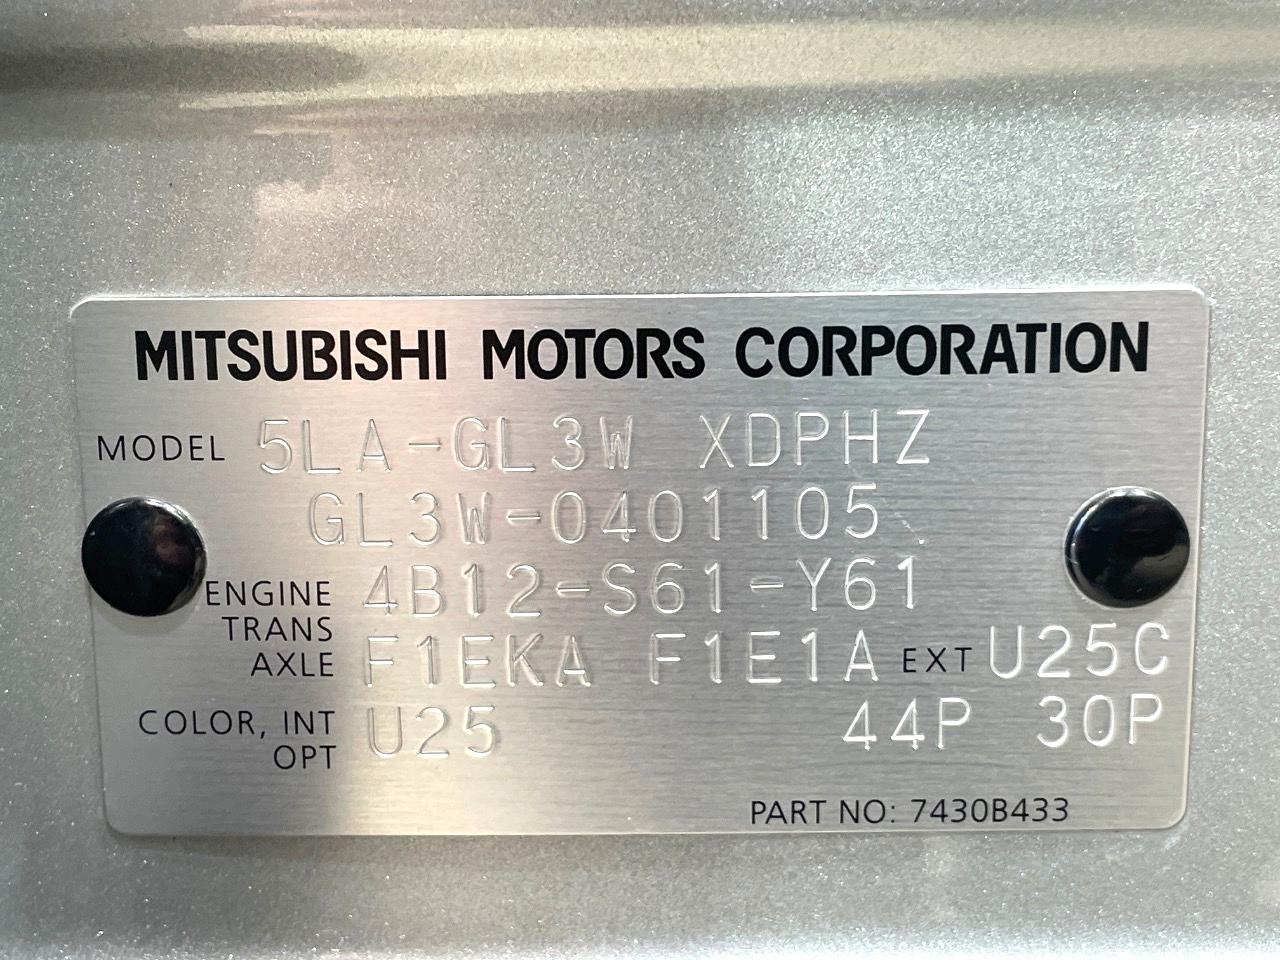 MITSUBISHI MOTORS CORPORATION
MODEL 5LA-GL3W XDPHZ
GL3W-0401105
ENGINE 4B12-S61-Y61
TRANS
AXLE F1EKA F1E1A EXT U25C
COLOR, INT U25 44P 30P
OPT
PART NO: 7430B433